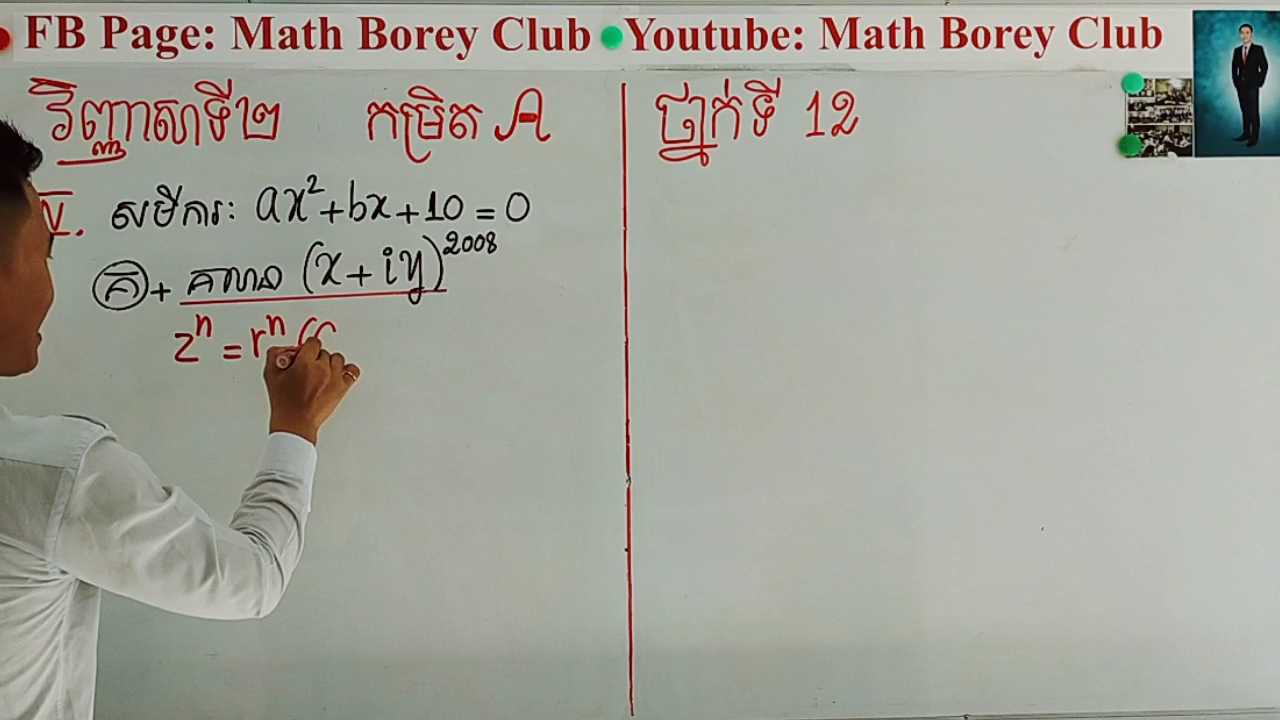 FB Page: Math Borey Club Youtube: Math Borey Club
វិញ្ញាសាទី២ កម្រិត A
ថ្នាក់ទី 12
សមីការ: ax²+bx+10=0
គ + គណនា (x+iy)²⁰⁰⁸
zⁿ=rⁿ(c